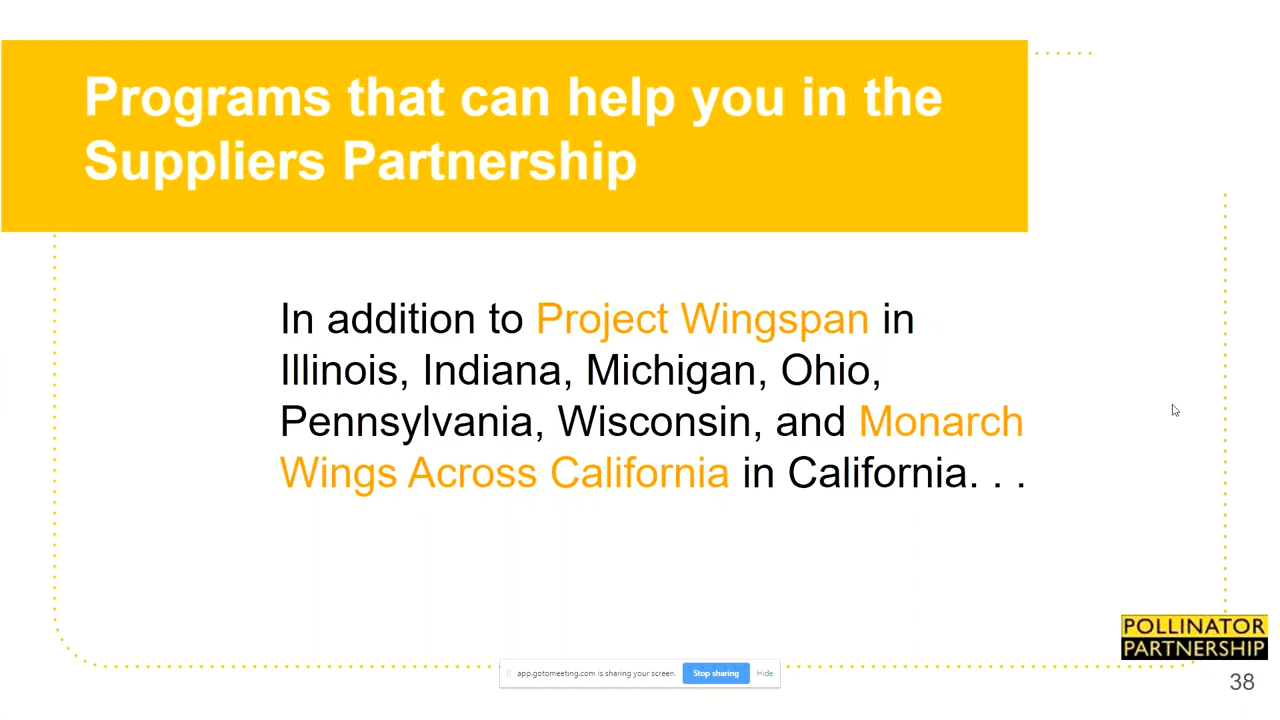 Programs that can help you in the
Suppliers Partnership
In addition to Project Wingspan in
Illinois, Indiana, Michigan, Ohio,
Pennsylvania, Wisconsin, and Monarch
Wings Across California in California. . .
POLLINATOR
PARTNERSHIP
app.gotomeeting.com is sharing your screen. Stop sharing Hide
38